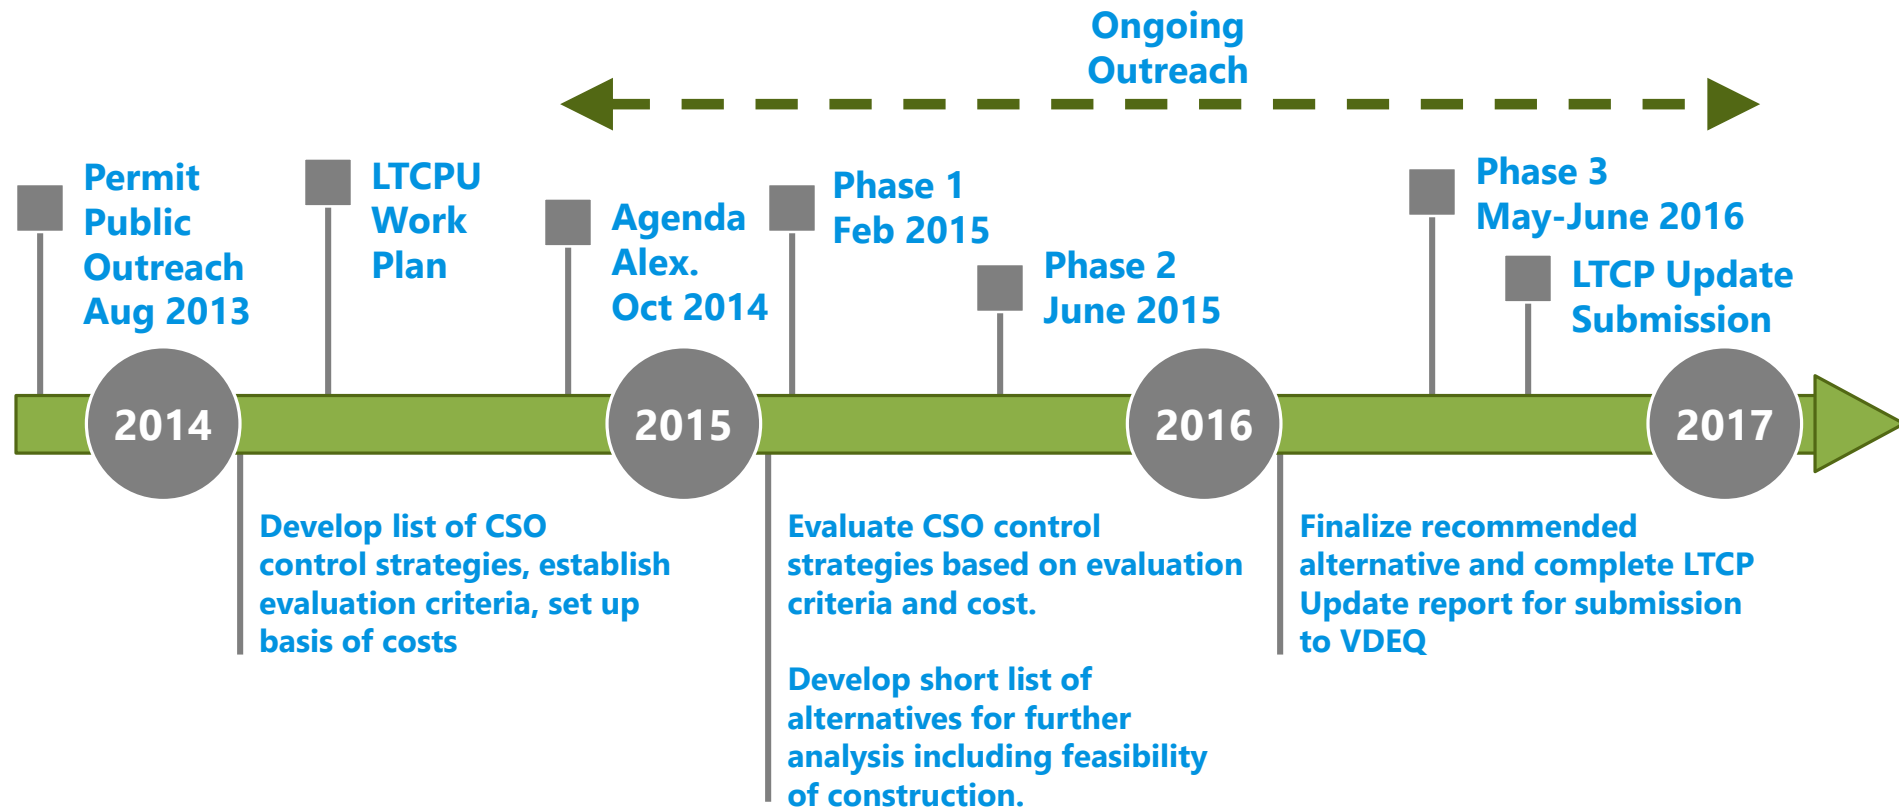 Ongoing
Outreach
Permit
Public
Outreach
Aug 2013
LTCPU
Work
Plan
Agenda
Alex.
Oct 2014
Phase 1
Feb 2015
Phase 2
June 2015
Phase 3
May-June 2016
LTCP Update
Submission
2014
2015
2016
2017
Develop list of CSO
control strategies, establish
evaluation criteria, set up
basis of costs
Evaluate CSO control
strategies based on evaluation
criteria and cost.
Develop short list of
alternatives for further
analysis including feasibility
of construction.
Finalize recommended
alternative and complete LTCP
Update report for submission
to VDEQ